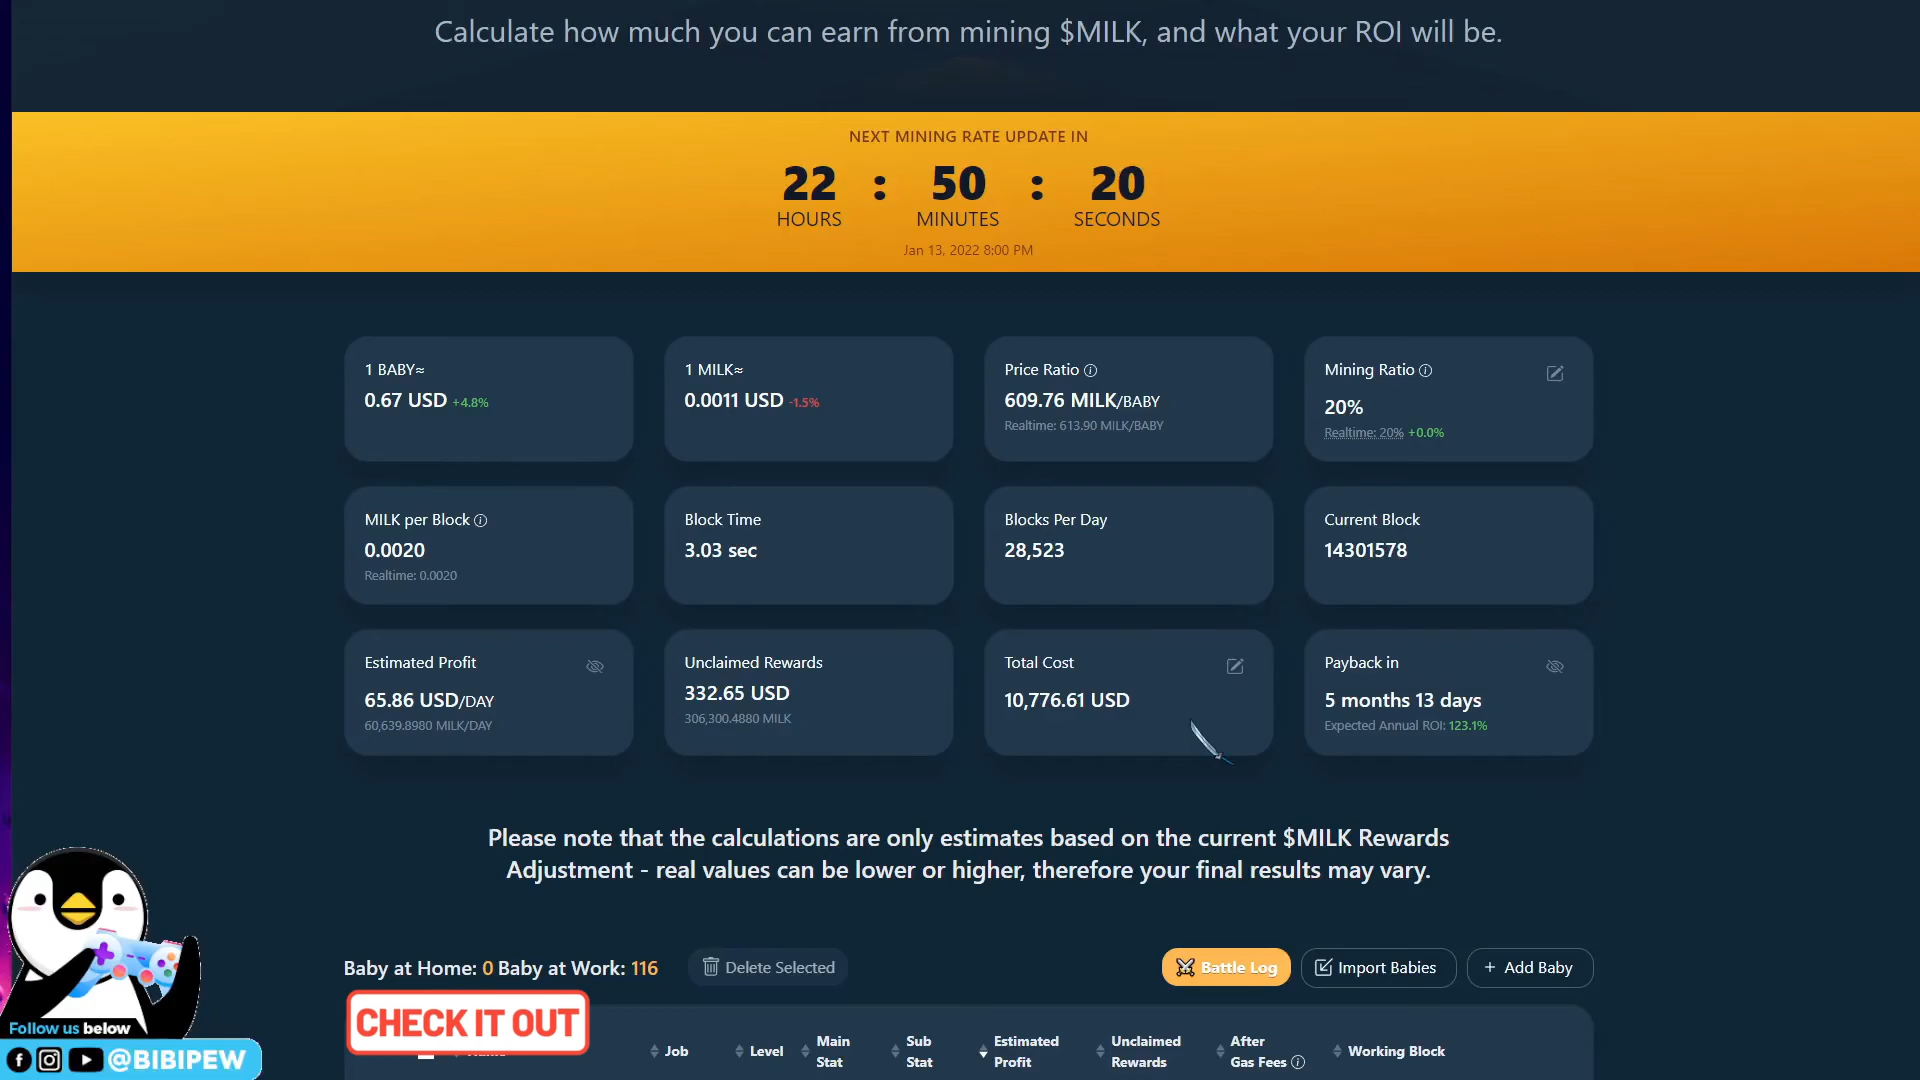 Calculate how much you can earn from mining $MILK, and what your ROI will be.
NEXT MINING RATE UPDATE IN
22 : 50 : 20
HOURS MINUTES SECONDS
Jan 13, 2022 8:00 PM
1 BABY≈
0.67 USD +4.8%
1 MILK≈
0.0011 USD -1.5%
Price Ratio
609.76 MILK/BABY
Realtime: 613.90 MILK/BABY
Mining Ratio
20%
Realtime: 20% +0.0%
MILK per Block
0.0020
Realtime: 0.0020
Block Time
3.03 sec
Blocks Per Day
28,523
Current Block
14301578
Estimated Profit
65.86 USD/DAY
60,639.8980 MILK/DAY
Unclaimed Rewards
332.65 USD
306,300.4880 MILK
Total Cost
10,776.61 USD
Payback in
5 months 13 days
Expected Annual ROI: 123.1%
Please note that the calculations are only estimates based on the current $MILK Rewards
Adjustment - real values can be lower or higher, therefore your final results may vary.
Baby at Home: 0 Baby at Work: 116
Delete Selected
Battle Log
Import Babies
+ Add Baby
CHECK IT OUT
Job
Level
Main
Stat
Sub
Stat
Estimated
Profit
Unclaimed
Rewards
After
Gas Fees
Working Block
Follow us below
@BIBIPEW